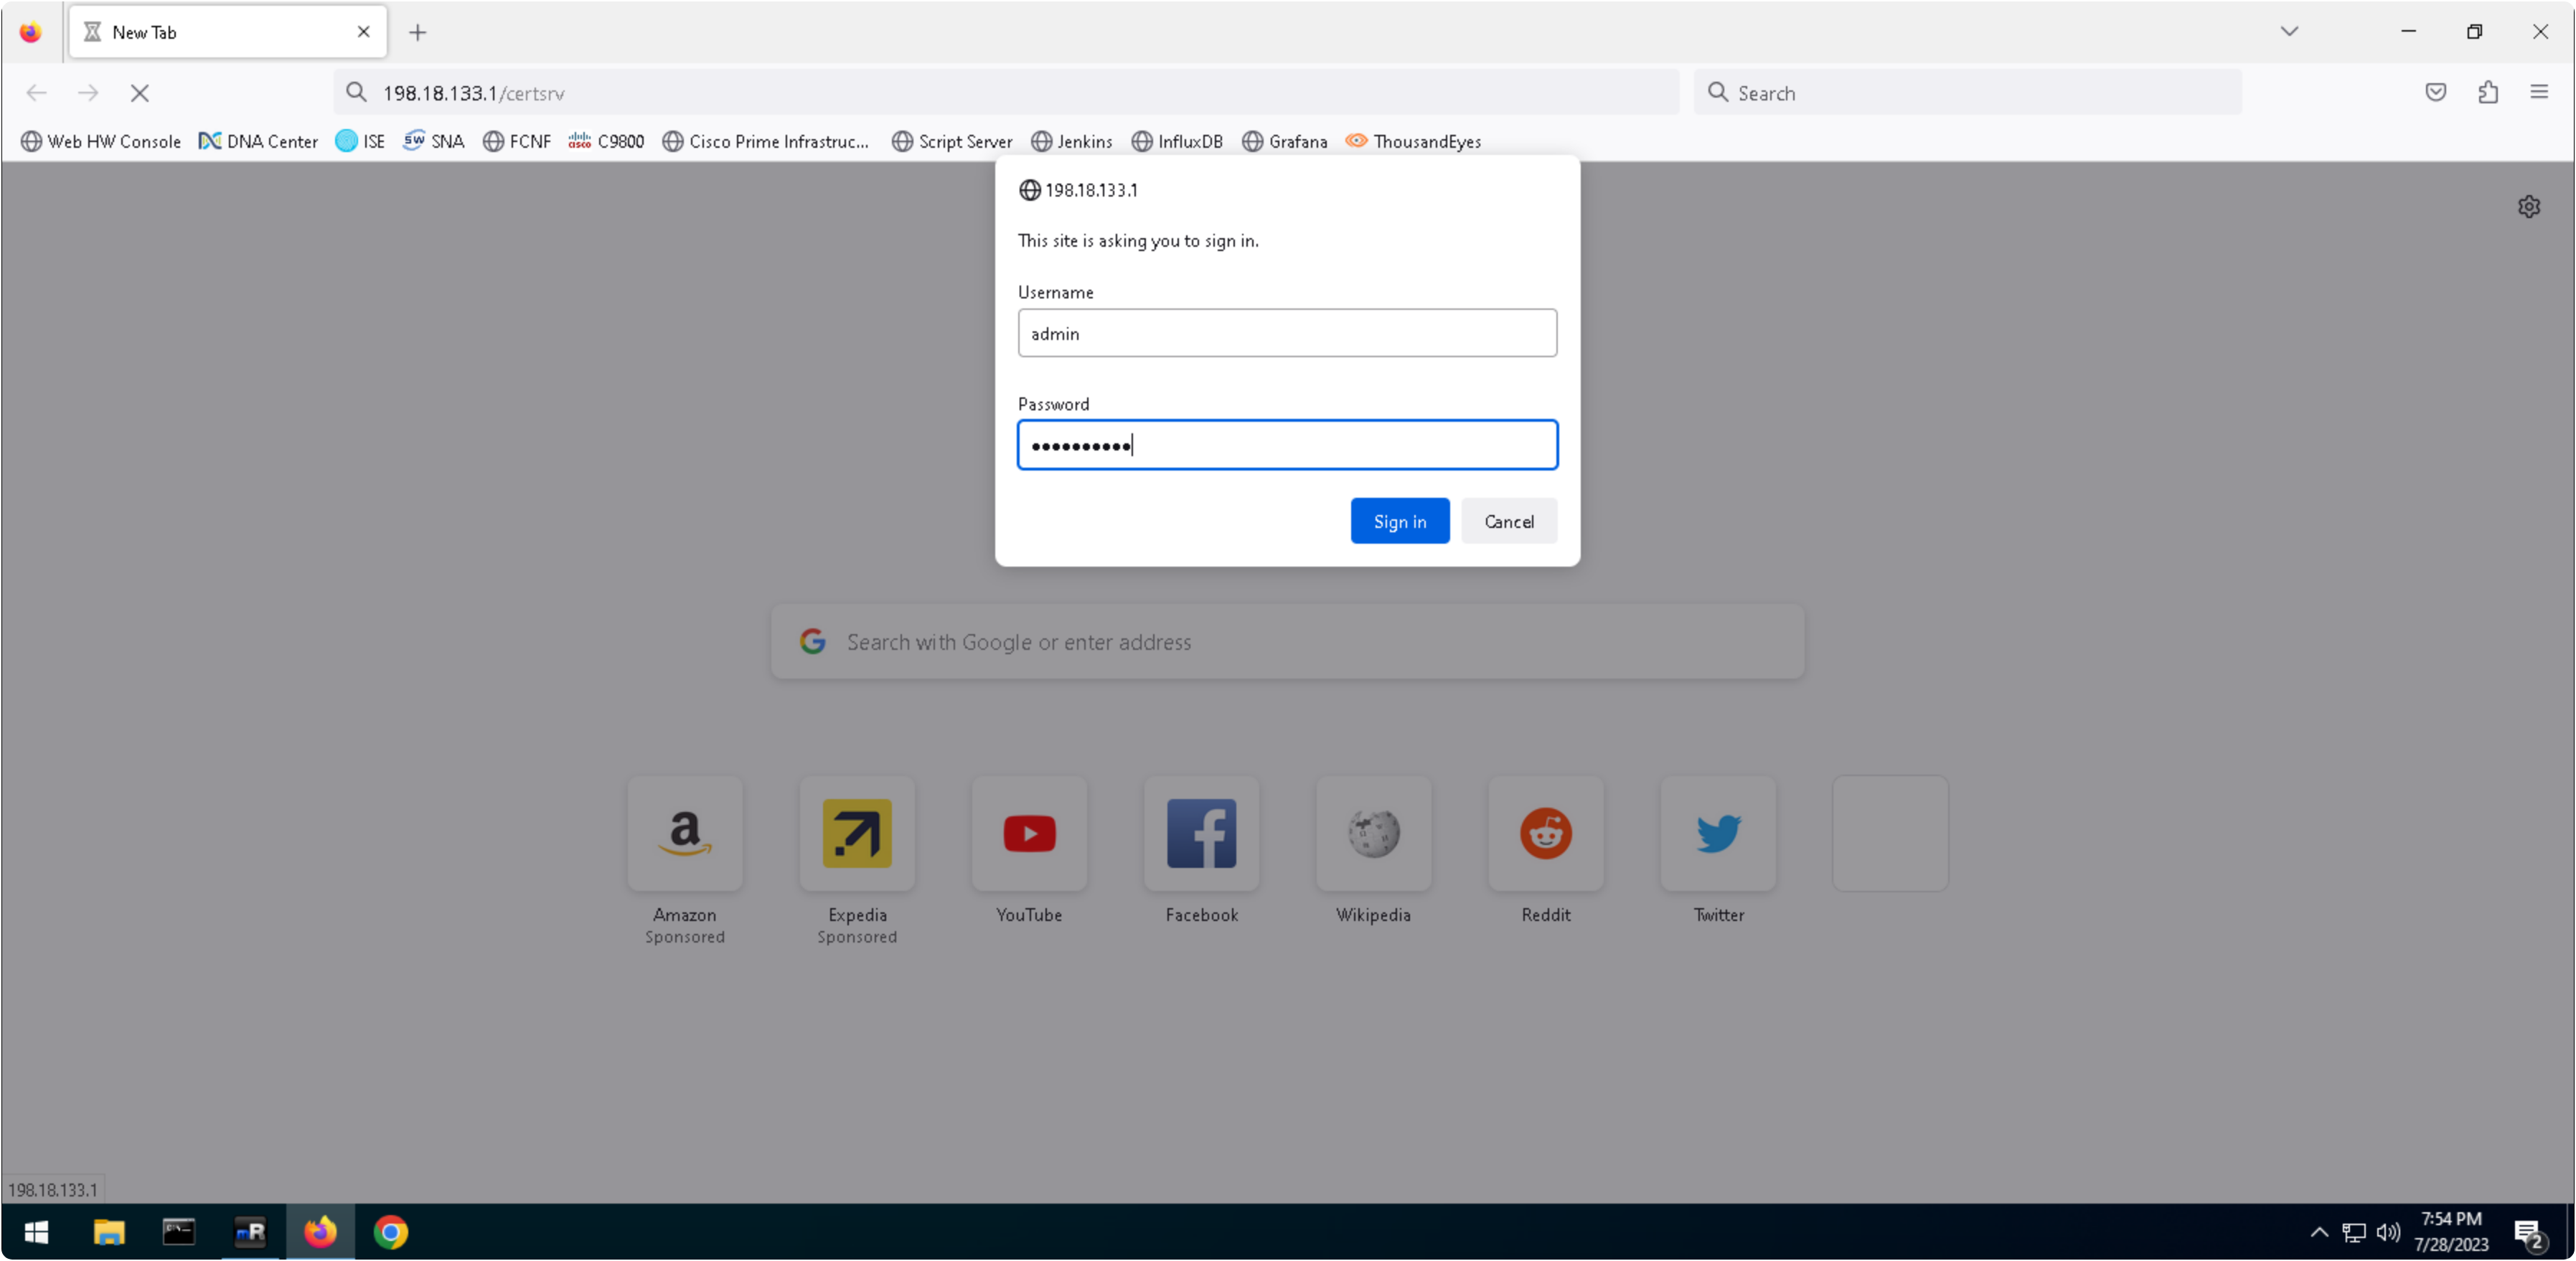 New Tab
198.18.133.1/certsrv
Search
Web HW Console DNA Center ISE SW SNA FCNF cisco C9800 Cisco Prime Infrastruc... Script Server Jenkins InfluxDB Grafana ThousandEyes
198.18.133.1
This site is asking you to sign in.
Username
admin
Password
••••••••••
Sign in Cancel
Search with Google or enter address
Amazon Expedia YouTube Facebook Wikipedia Reddit Twitter
Sponsored Sponsored
198.18.133.1
mR
7:54 PM
7/28/2023
2